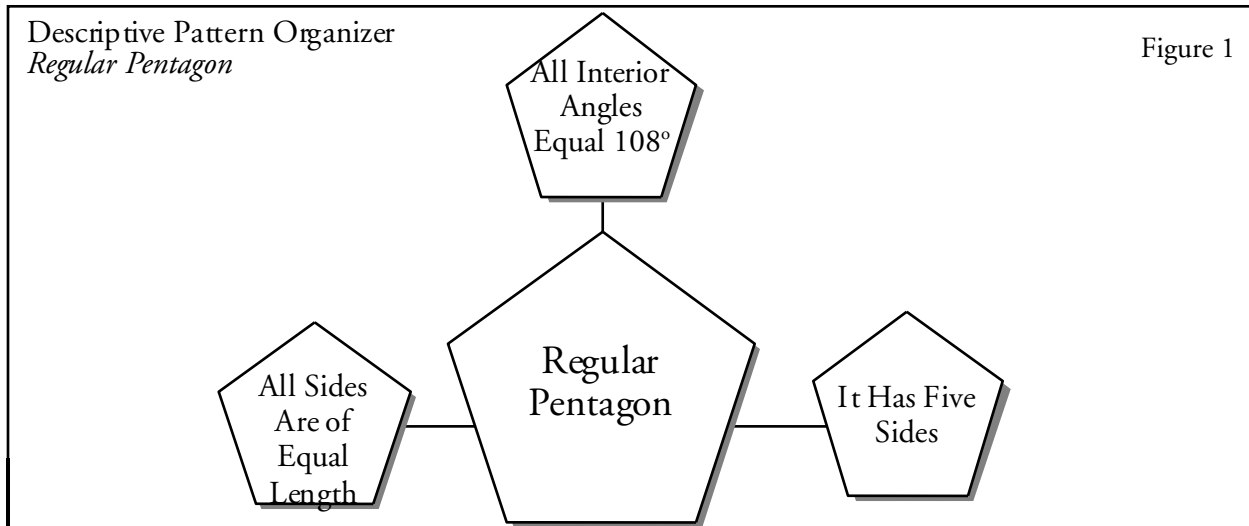 Descriptive Pattern Organizer
Regular Pentagon
Figure 1
All Interior
Angles
Equal 108º
Regular
Pentagon
All Sides
Are of
Equal
Length
It Has Five
Sides